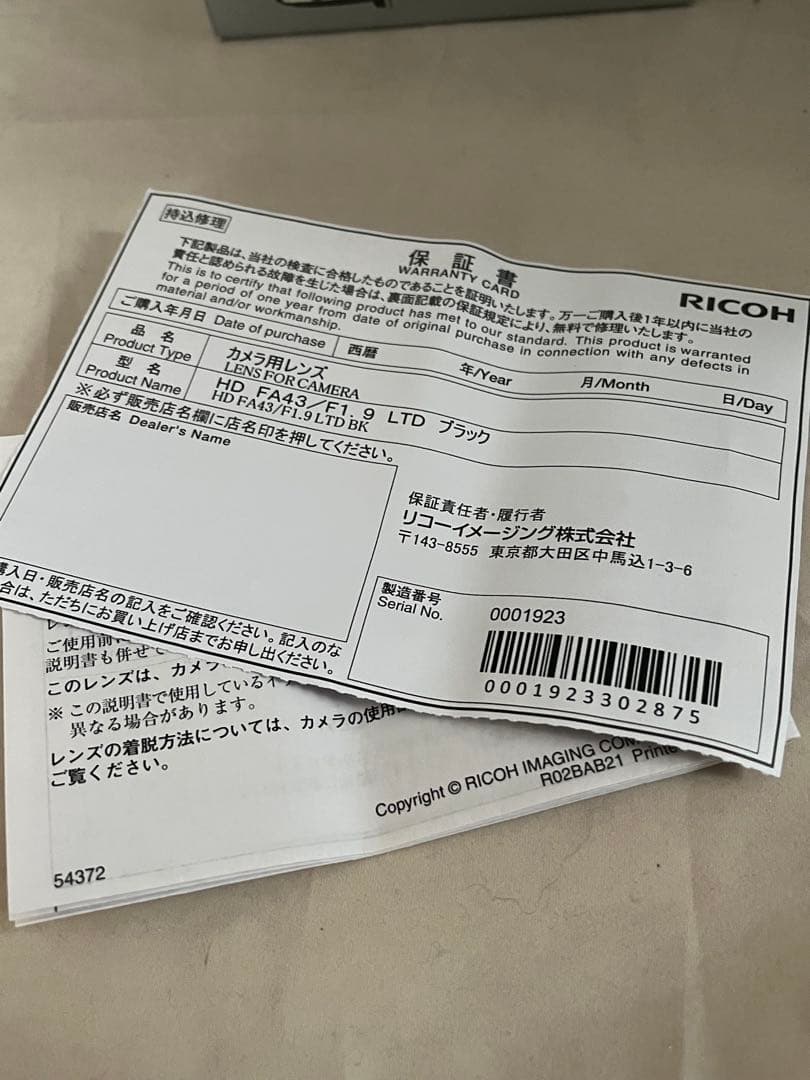 持込修理
保証書
WARRANTY CARD
RICOH
下記製品は、当社の検査に合格したものであることを証明いたします。万一ご購入後1年以内に当社の
責任と認められる故障を生じた場合は、裏面記載の保証規定により、無料で修理いたします。
This is to certify that following product has met to our standard. This product is warranted
for a period of one year from date of original purchase in connection with any defects in
material and/or workmanship.
ご購入年月日 Date of purchase 西暦 年/Year 月/Month 日/Day
品名 カメラ用レンズ
Product Type LENS FOR CAMERA
型名 HD FA43/F1.9 LTD ブラック
Product Name HD FA43/F1.9 LTD BK
※必ず販売店名欄に店名印を押してください。
販売店名 Dealer's Name
保証責任者・履行者
リコーイメージング株式会社
〒143-8555 東京都大田区中馬込1-3-6
購入日・販売店名の記入をご確認ください。記入のな
合は、ただちにお買い上げ店までお申し出ください。
製造番号
Serial No. 0001923
0001923302875
ご使用前に
説明書も併せて
このレンズは、カメラ
※ この説明書で使用している
異なる場合があります。
レンズの着脱方法については、カメラの使用
ご覧ください。
Copyright © RICOH IMAGING COM
R02BAB21 Printe
54372